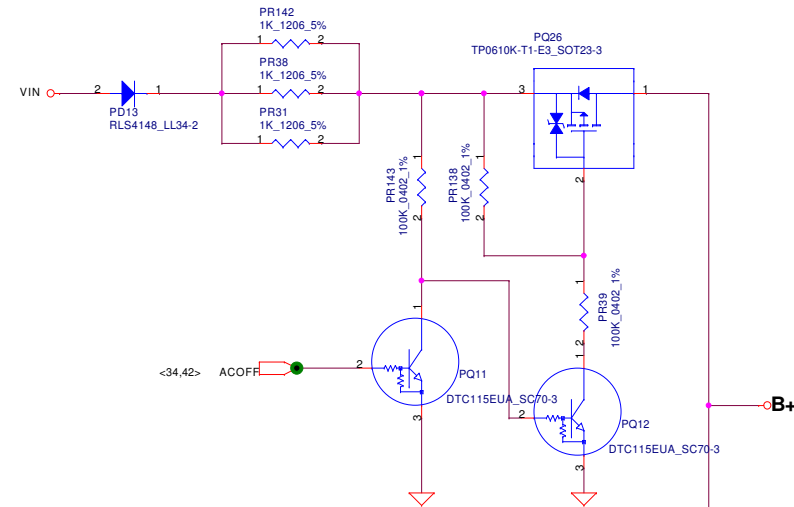 PR142
1K_1206_5%
1
2
PR38
1K_1206_5%
1
2
PR31
1K_1206_5%
1
2
VIN
2
1
PD13
RLS4148_LL34-2
PQ26
TP0610K-T1-E3_SOT23-3
3
1
2
PR143
100K_0402_1%
1
2
PR138
100K_0402_1%
1
2
PR39
100K_0402_1%
1
2
<34,42>
ACOFF
2
1
3
PQ11
DTC115EUA_SC70-3
2
1
3
PQ12
DTC115EUA_SC70-3
B+